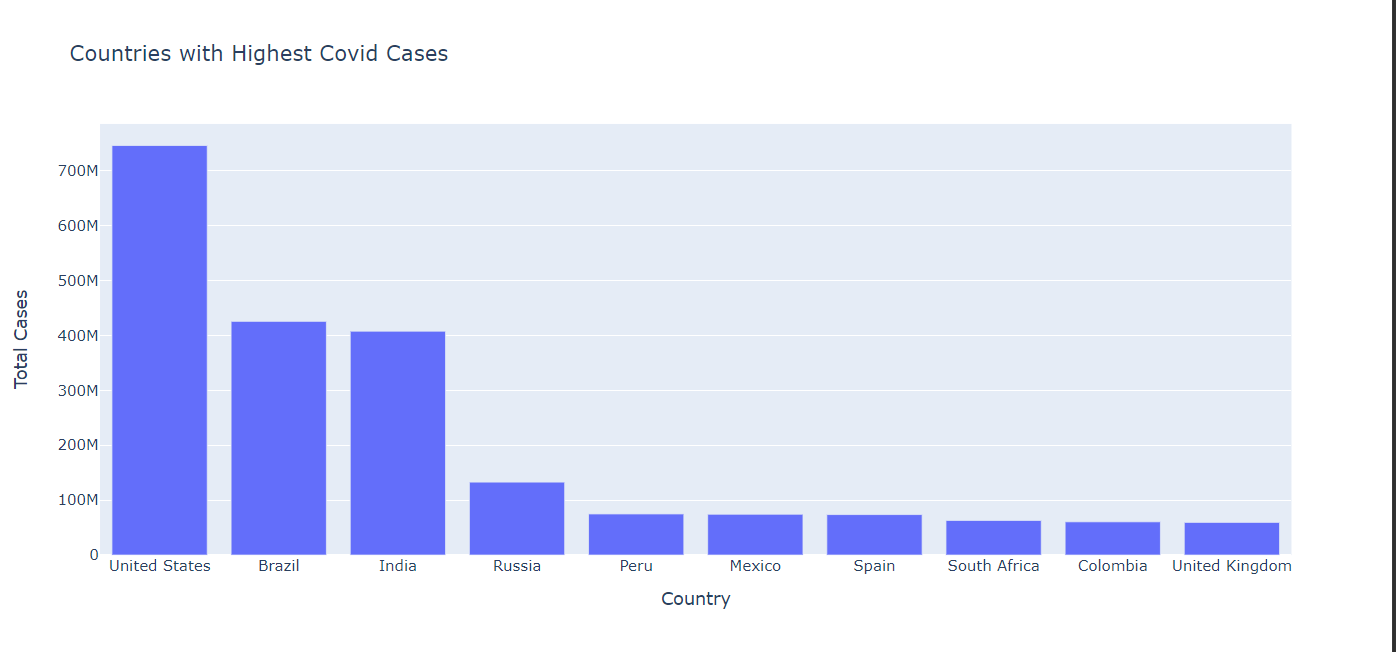 Countries with Highest Covid Cases
700M
600M
500M
400M
300M
200M
100M
0
Total Cases
United States Brazil India Russia Peru Mexico Spain South Africa Colombia United Kingdom
Country